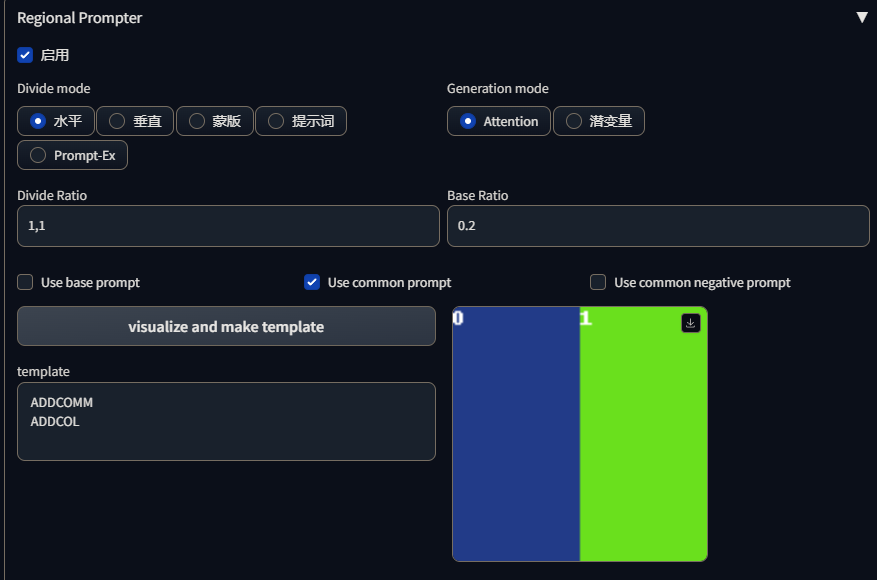 Regional Prompter ▼
启用
Divide mode
Generation mode
水平 垂直 蒙版 提示词
Attention 潜变量
Prompt-Ex
Divide Ratio
Base Ratio
1,1
0.2
Use base prompt
Use common prompt
Use common negative prompt
visualize and make template
0 1
template
ADDCOMM
ADDCOL